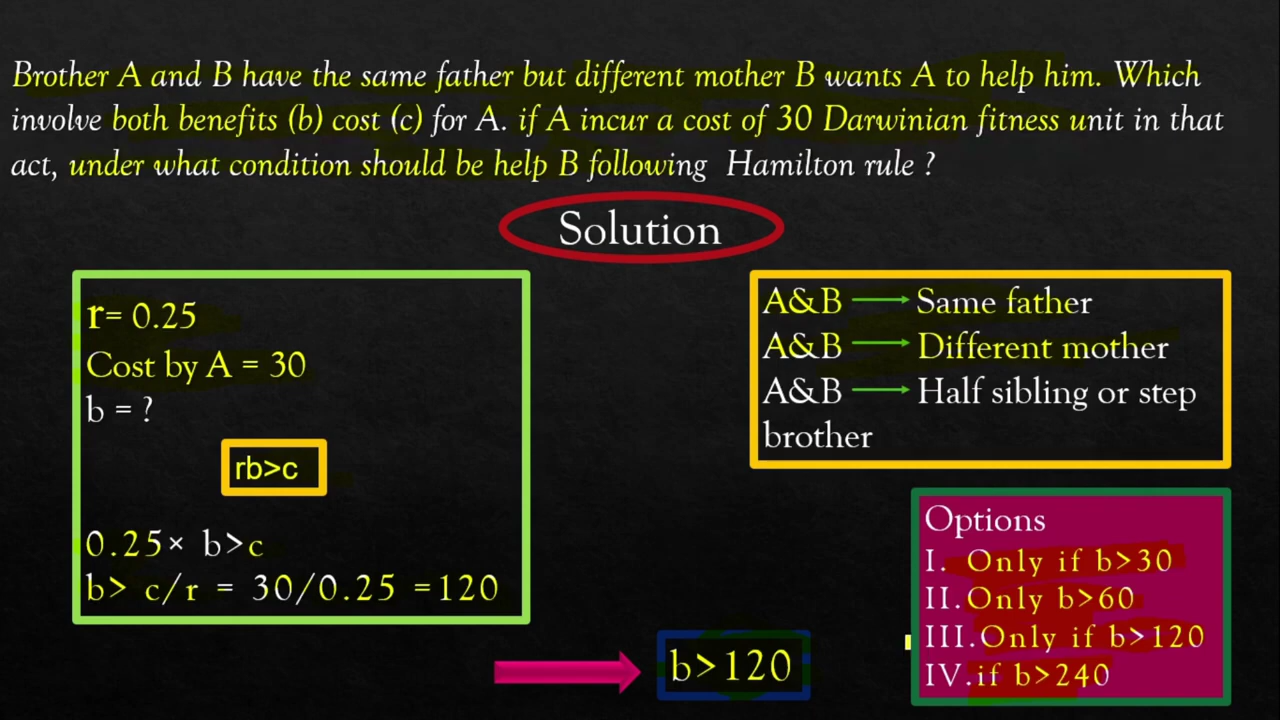 Brother A and B have the same father but different mother B wants A to help him. Which
involve both benefits (b) cost (c) for A. if A incur a cost of 30 Darwinian fitness unit in that
act, under what condition should be help B following Hamilton rule ?
Solution
r= 0.25
Cost by A = 30
b = ?
rb>c
0.25× b>c
b> c/r = 30/0.25 =120
A&B → Same father
A&B → Different mother
A&B → Half sibling or step
brother
Options
I. Only if b>30
II.Only b>60
III.Only if b>120
IV.if b>240
b>120